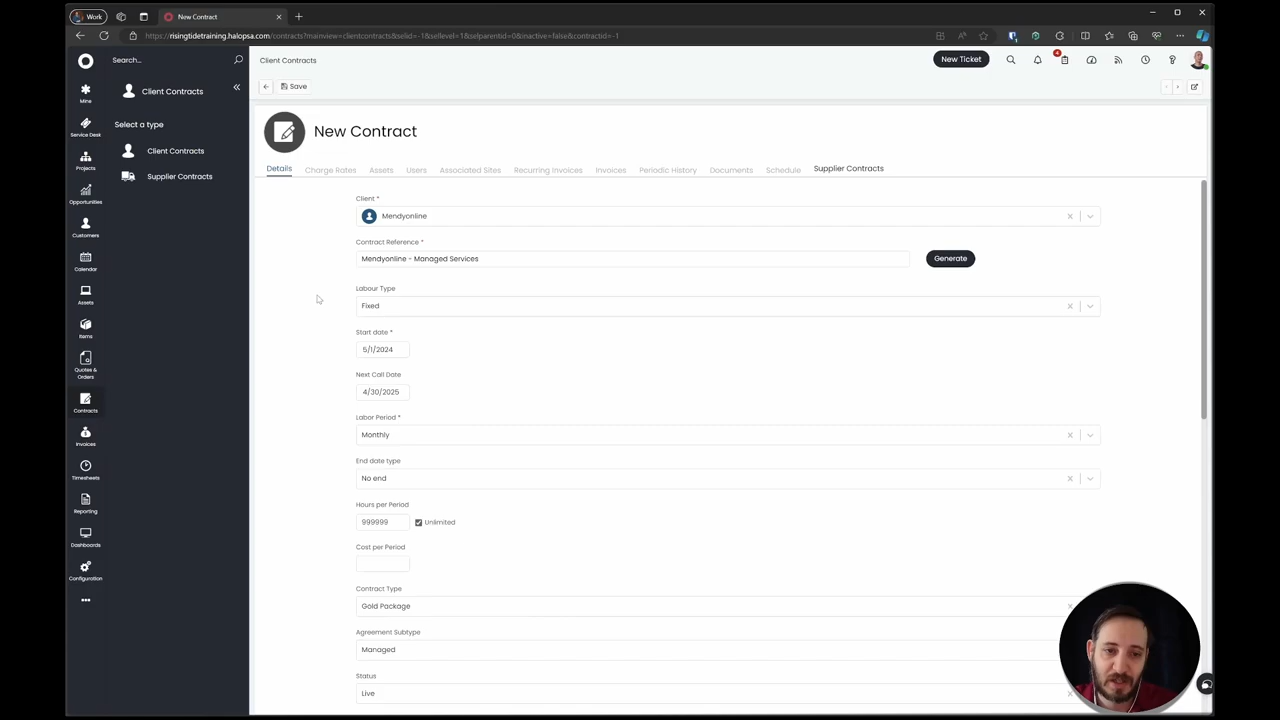 Work
New Contract
https://risingtidetraining.halopsa.com/contracts?mainview=clientcontracts&selid=-1&sellevel=1&selparentid=0&inactive=false&contractid=-1
Search...
Client Contracts
New Ticket
4
Mine
Client Contracts
Save
Select a type
Service Desk
New Contract
Client Contracts
Projects
Details
Charge Rates
Assets
Users
Associated Sites
Recurring Invoices
Invoices
Periodic History
Documents
Schedule
Supplier Contracts
Supplier Contracts
Opportunities
Customers
Calendar
Assets
Items
Quotes &
Orders
Contracts
Invoices
Timesheets
Reporting
Dashboards
Configuration
Client *
Mendyonline
Contract Reference *
Mendyonline - Managed Services
Generate
Labour Type
Fixed
Start date *
5/1/2024
Next Call Date
4/30/2025
Labor Period *
Monthly
End date type
No end
Hours per Period
999999
Unlimited
Cost per Period
Contract Type
Gold Package
Agreement Subtype
Managed
Status
Live